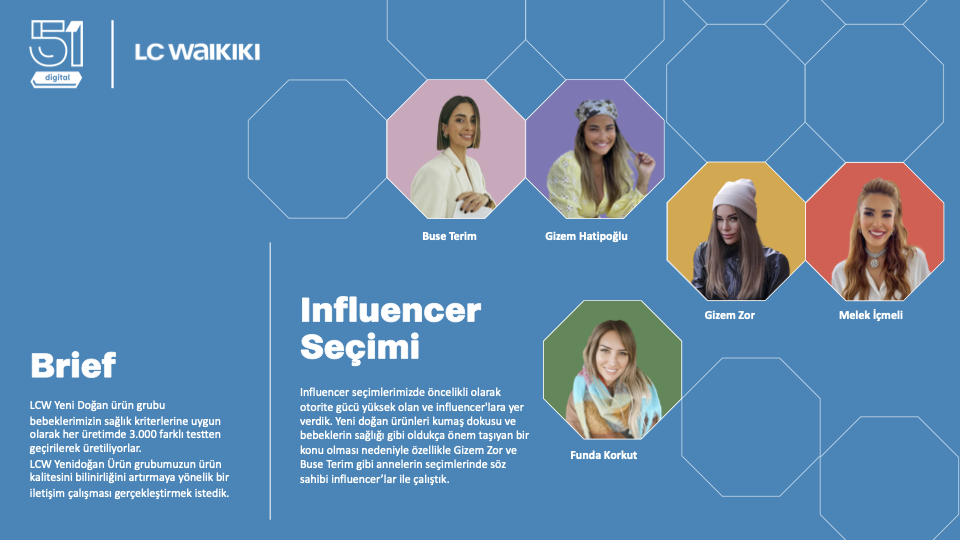 51
digital
LC WAIKIKI
Buse Terim
Gizem Hatipoğlu
Gizem Zor
Melek İçmeli
Funda Korkut
Brief
LCW Yeni Doğan ürün grubu
bebeklerimizin sağlık kriterlerine uygun
olarak her üretimde 3.000 farklı testten
geçirilerek üretiliyorlar.
LCW Yenidoğan Ürün grubumuzun ürün
kalitesini bilinirliğini artırmaya yönelik bir
iletişim çalışması gerçekleştirmek istedik.
Influencer
Seçimi
Influencer seçimlerimizde öncelikli olarak
otorite gücü yüksek olan ve influencer'lara yer
verdik. Yeni doğan ürünleri kumaş dokusu ve
bebeklerin sağlığı gibi oldukça önem taşıyan bir
konu olması nedeniyle özellikle Gizem Zor ve
Buse Terim gibi annelerin seçimlerinde söz
sahibi influencer’lar ile çalıştık.